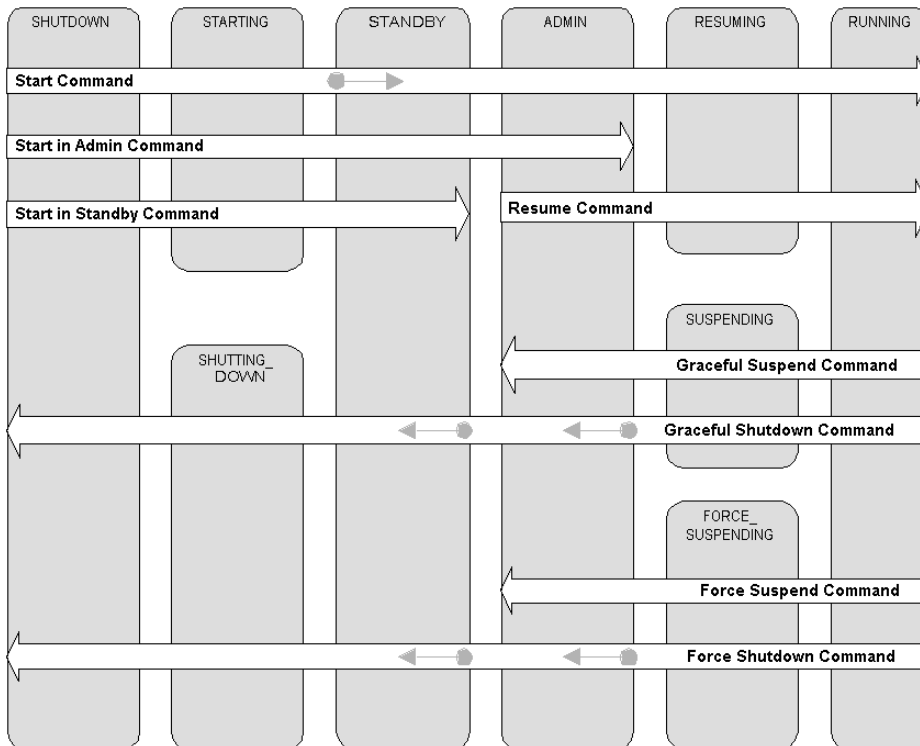 SHUTDOWN
STARTING
STANDBY
ADMIN
RESUMING
RUNNING
Start Command
Start in Admin Command
Start in Standby Command
Resume Command
SUSPENDING
SHUTTING_
DOWN
Graceful Suspend Command
Graceful Shutdown Command
FORCE_
SUSPENDING
Force Suspend Command
Force Shutdown Command